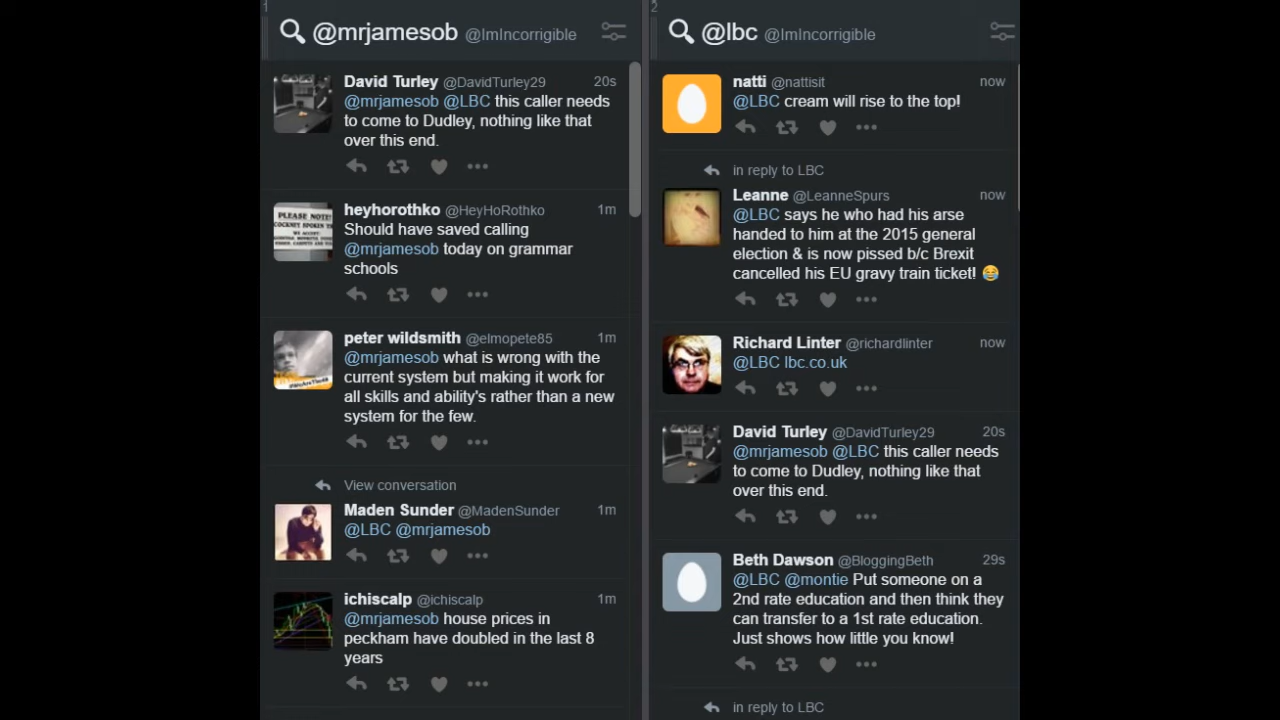 1
@mrjamesob @ImIncorrigible
David Turley @DavidTurley29 20s
@mrjamesob @LBC this caller needs
to come to Dudley, nothing like that
over this end.
heyhorothko @HeyHoRothko 1m
Should have saved calling
@mrjamesob today on grammar
schools
PLEASE NOTE!
COCKNEY SPOKEN
peter wildsmith @elmopete85 1m
@mrjamesob what is wrong with the
current system but making it work for
all skills and ability's rather than a new
system for the few.
View conversation
Maden Sunder @MadenSunder 1m
@LBC @mrjamesob
ichiscalp @ichiscalp 1m
@mrjamesob house prices in
peckham have doubled in the last 8
years
2
@lbc @ImIncorrigible
natti @nattisit now
@LBC cream will rise to the top!
in reply to LBC
Leanne @LeanneSpurs now
@LBC says he who had his arse
handed to him at the 2015 general
election & is now pissed b/c Brexit
cancelled his EU gravy train ticket! 😂
Richard Linter @richardlinter now
@LBC lbc.co.uk
David Turley @DavidTurley29 20s
@mrjamesob @LBC this caller needs
to come to Dudley, nothing like that
over this end.
Beth Dawson @BloggingBeth 29s
@LBC @montie Put someone on a
2nd rate education and then think they
can transfer to a 1st rate education.
Just shows how little you know!
in reply to LBC